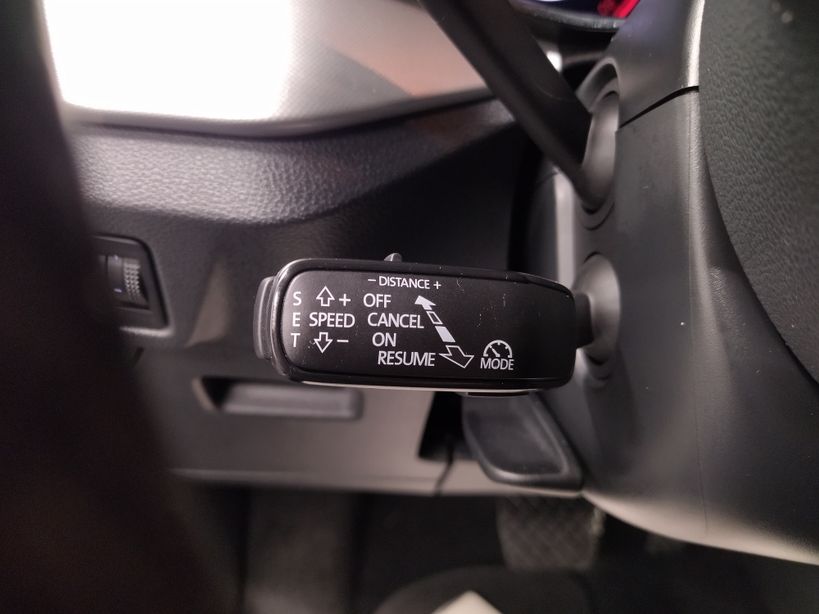 − DISTANCE +
S + OFF
E SPEED CANCEL
T − ON
RESUME
MODE